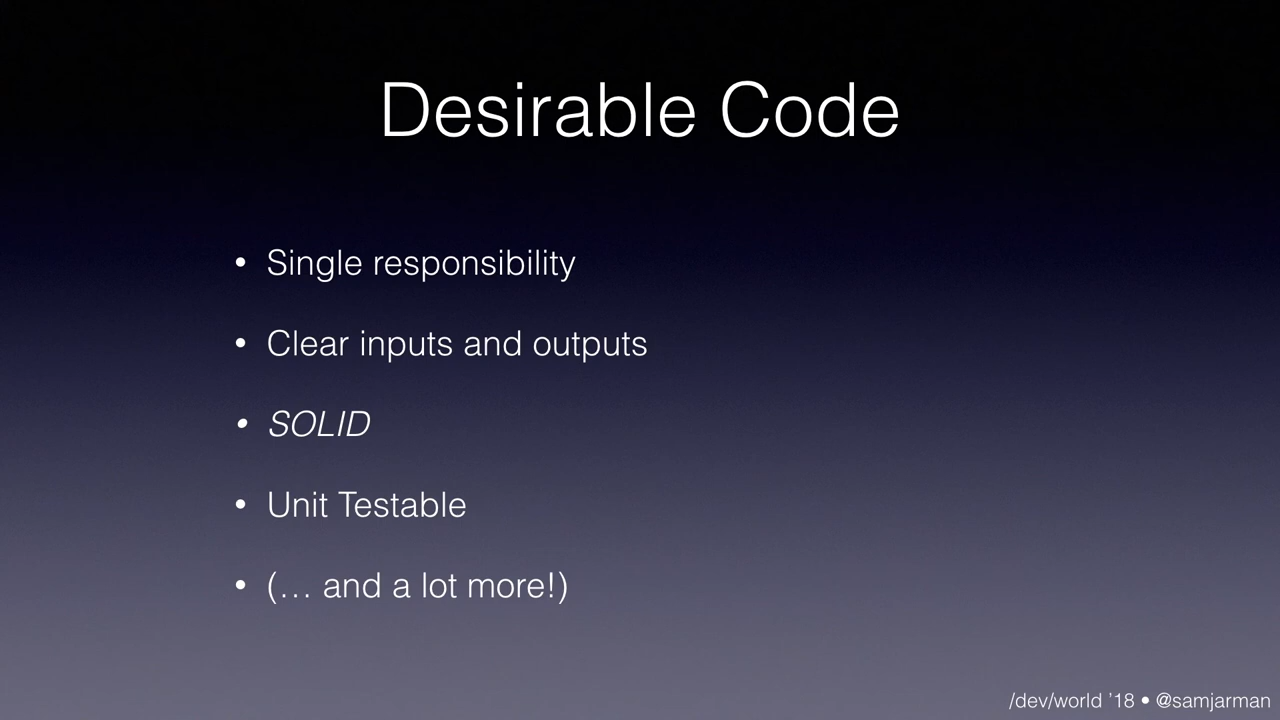 Desirable Code
• Single responsibility
• Clear inputs and outputs
• SOLID
• Unit Testable
• (… and a lot more!)
/dev/world ’18 • @samjarman